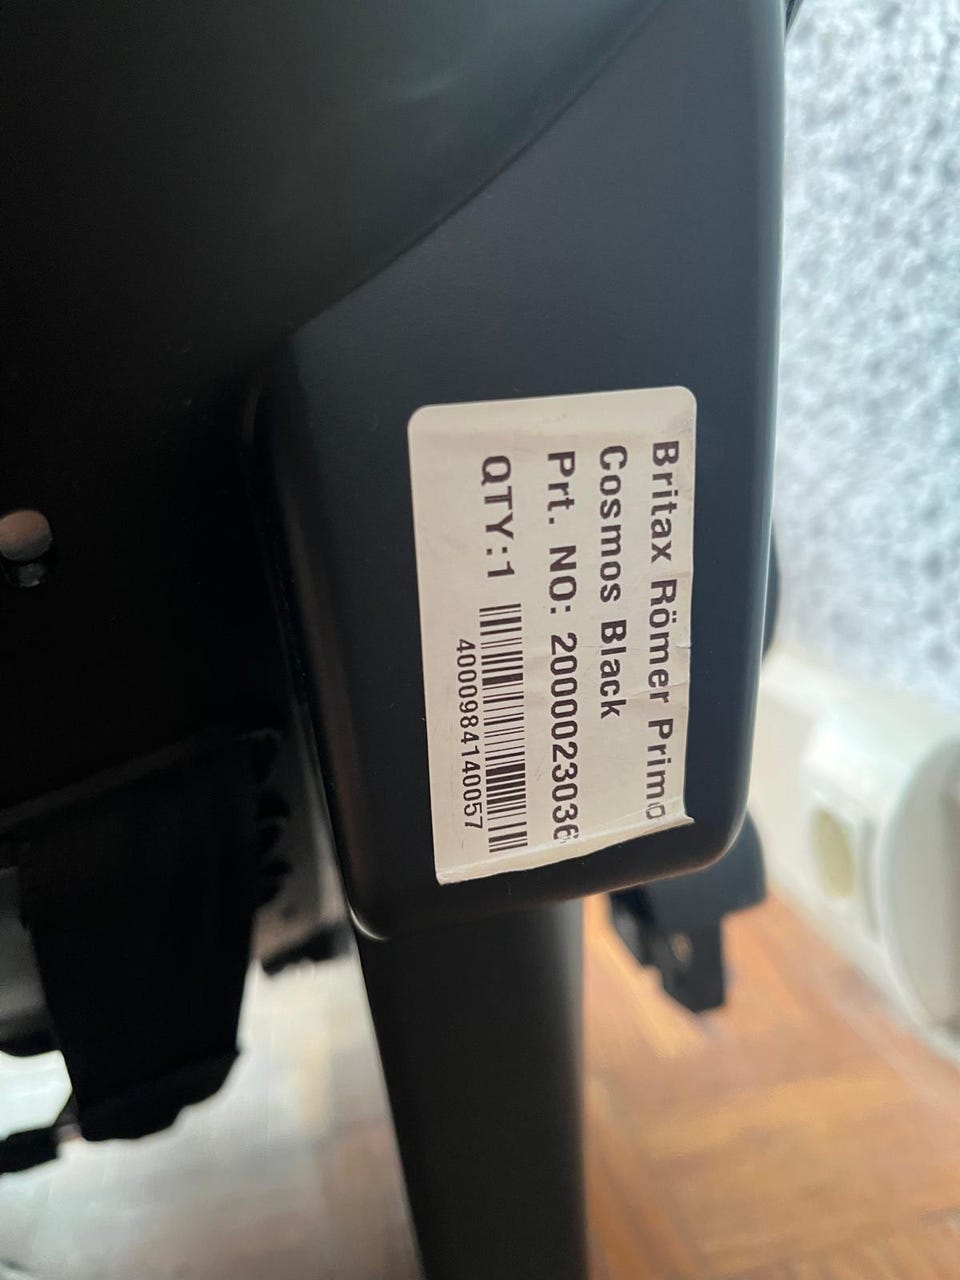 Britax Römer Primo
Cosmos Black
Prt. NO: 2000023036
QTY:1
4000984140057